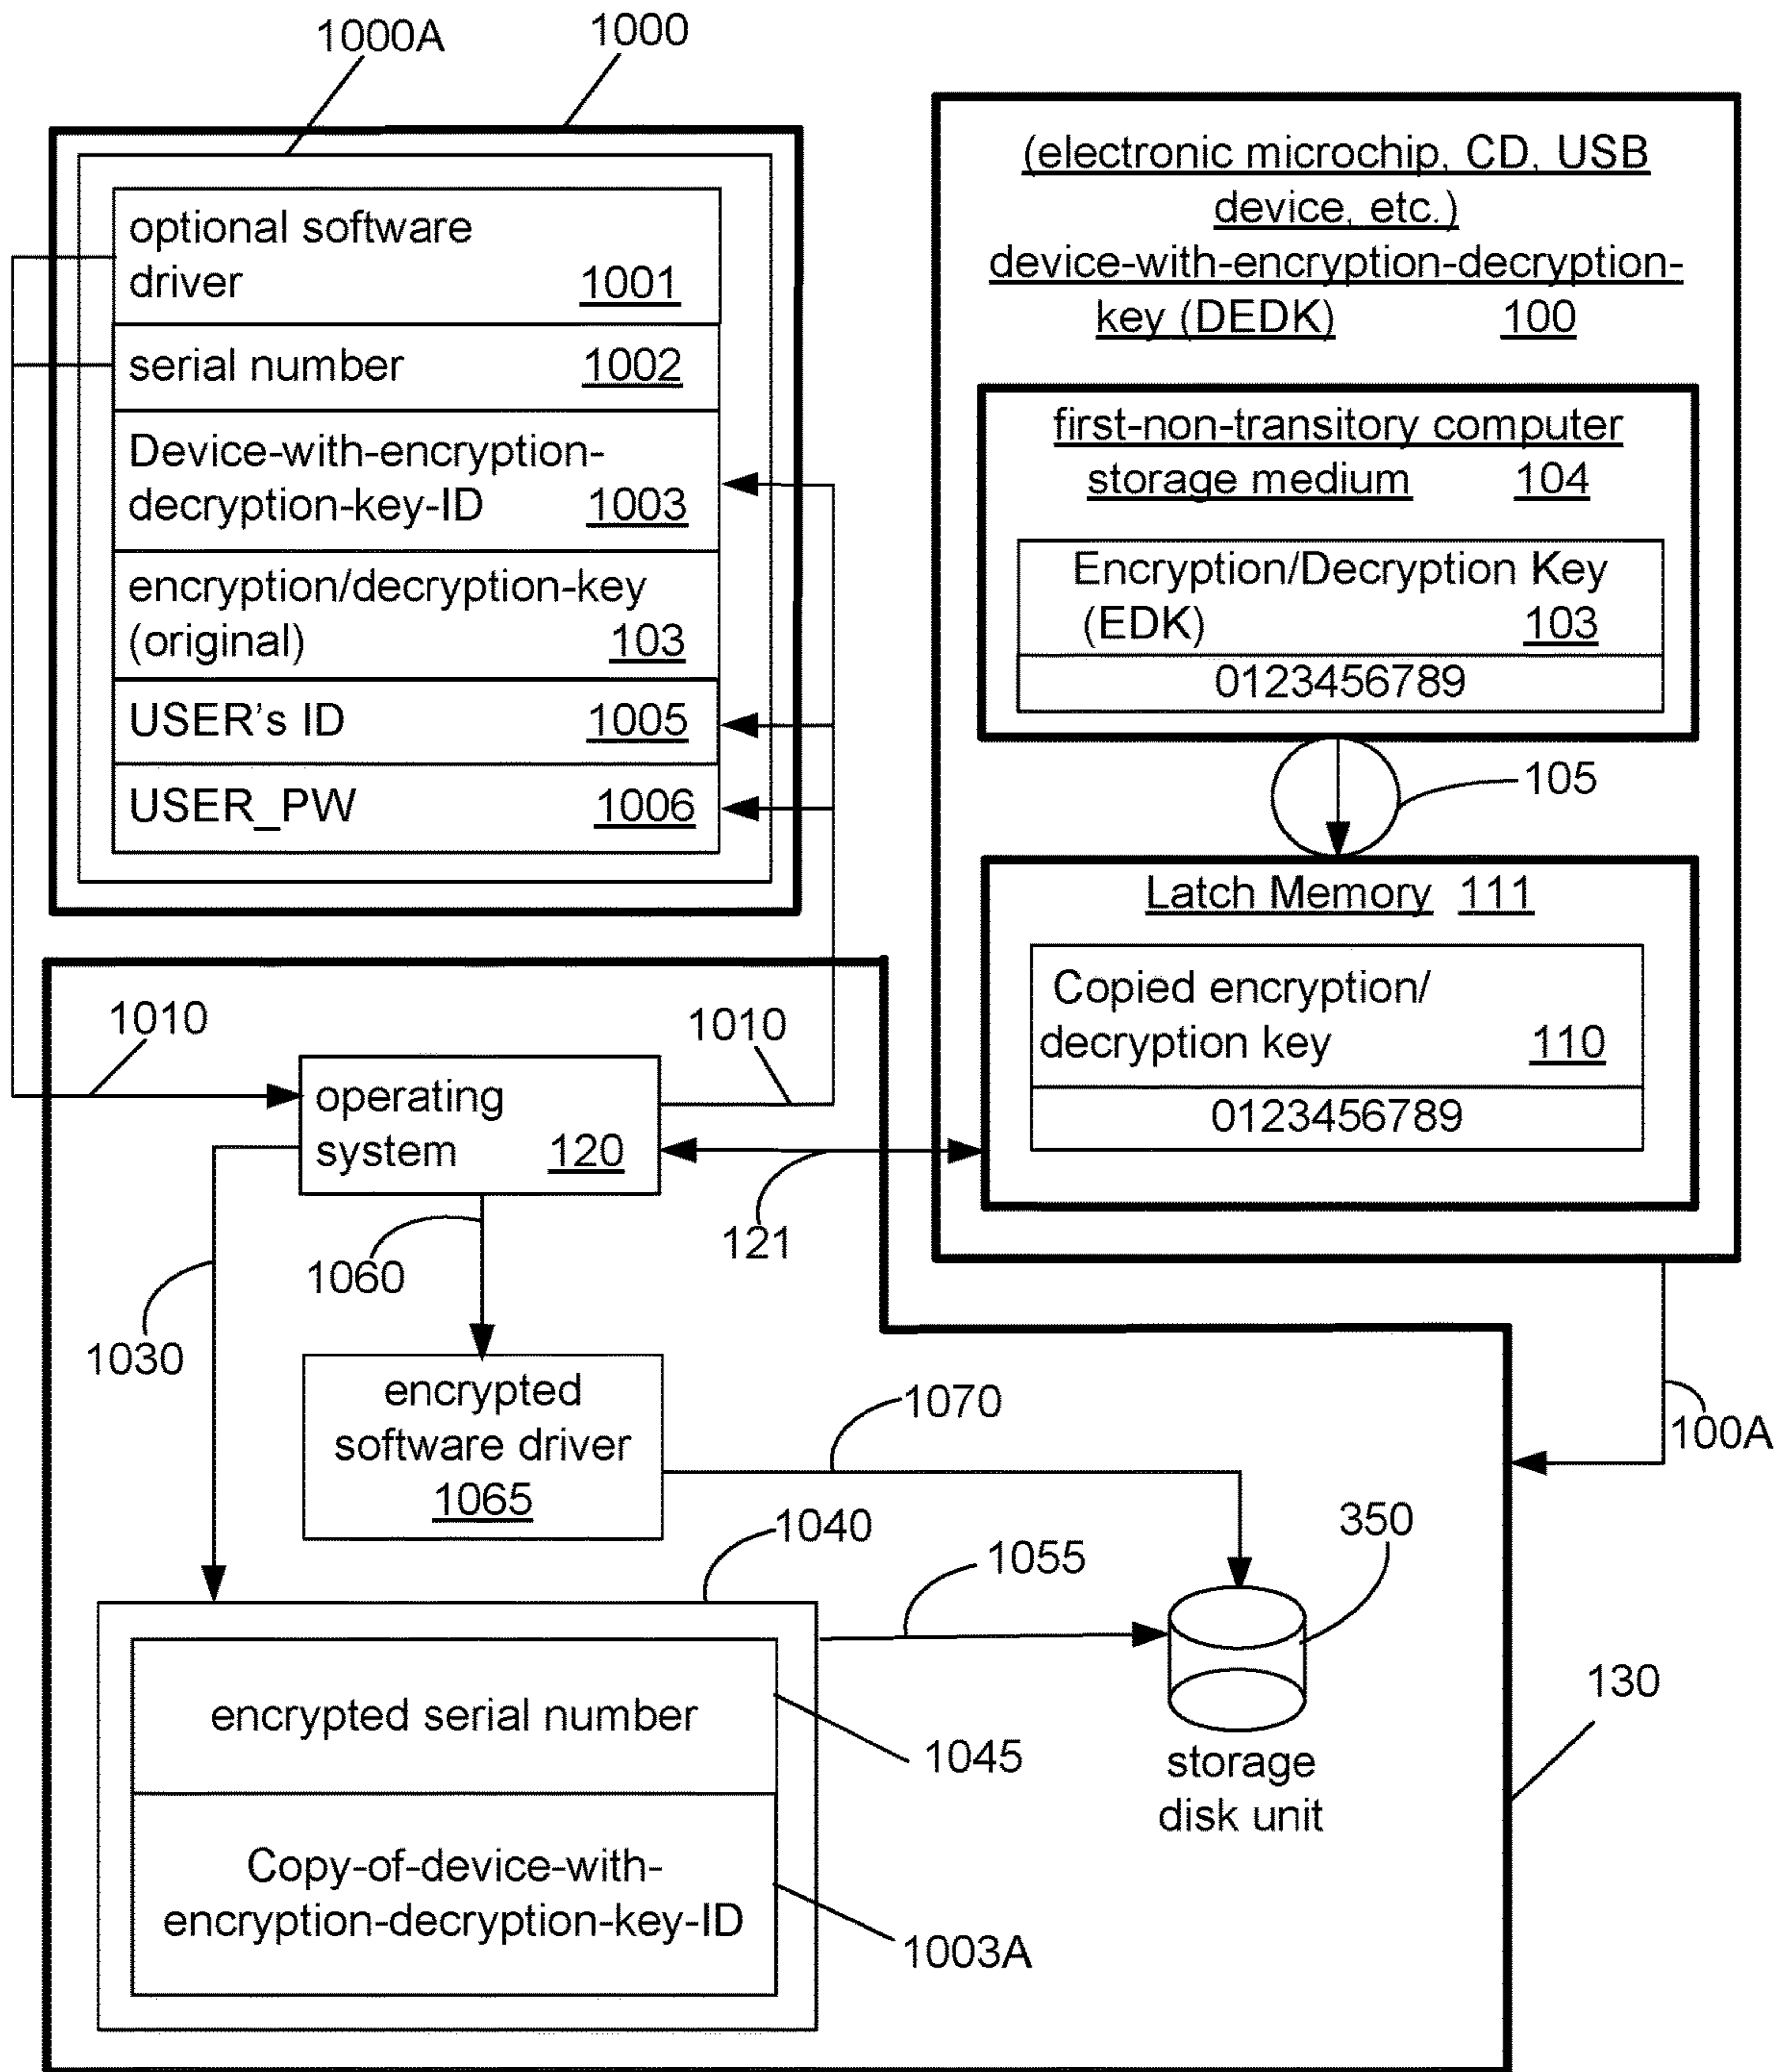 1000A
1000
optional software
driver 1001
serial number 1002
Device-with-encryption-
decryption-key-ID 1003
encryption/decryption-key
(original) 103
USER's ID 1005
USER_PW 1006
(electronic microchip, CD, USB
device, etc.)
device-with-encryption-decryption-
key (DEDK) 100
first-non-transitory computer
storage medium 104
Encryption/Decryption Key
(EDK) 103
0123456789
105
Latch Memory 111
Copied encryption/
decryption key 110
0123456789
1010
1010
operating
system 120
121
1060
1030
100A
encrypted
software driver
1065
1070
1040
1055
350
encrypted serial number
1045
storage
disk unit
130
Copy-of-device-with-
encryption-decryption-key-ID
1003A